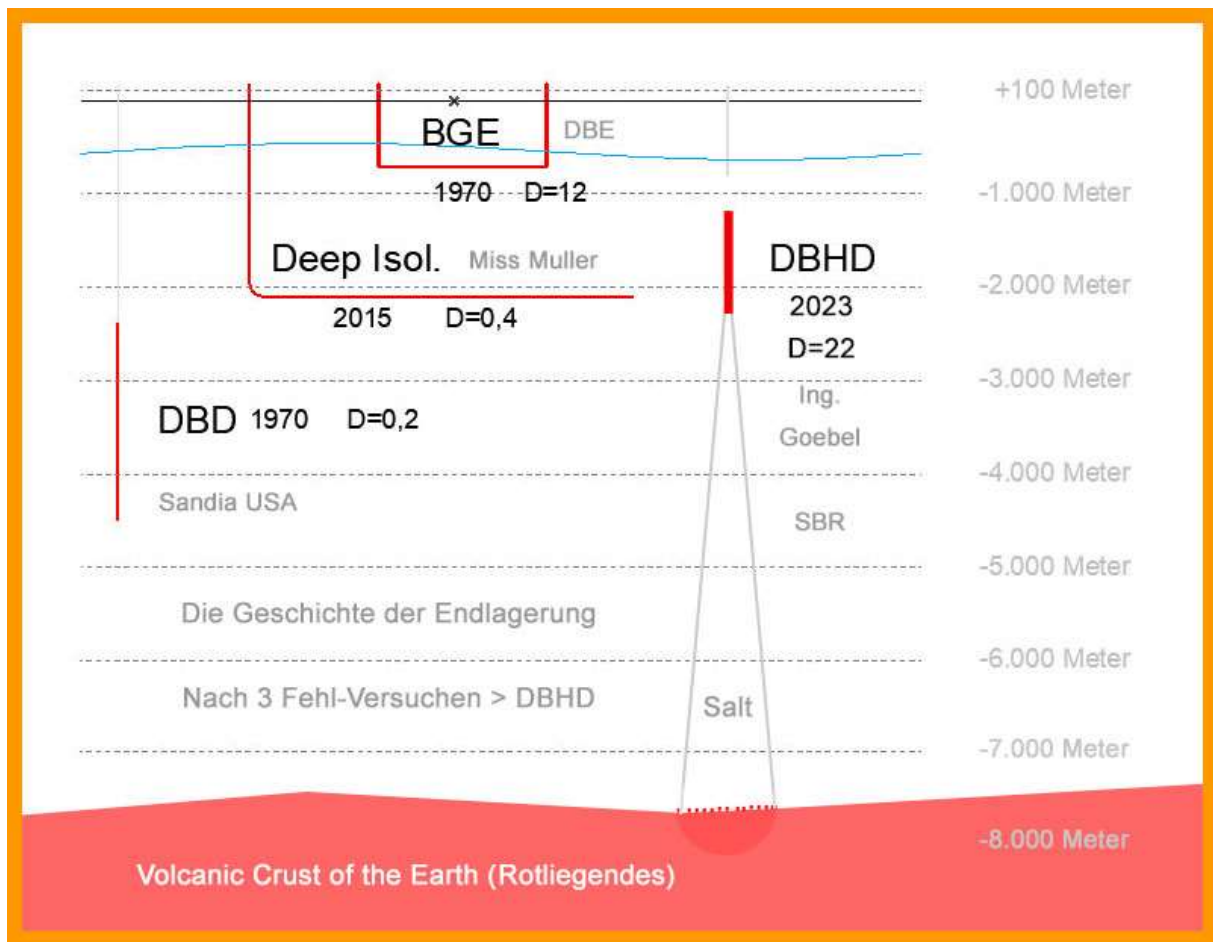 +100 Meter
BGE DBE
1970 D=12
-1.000 Meter
Deep Isol. Miss Muller
DBHD
-2.000 Meter
2015 D=0,4
2023
D=22
-3.000 Meter
Ing.
Goebel
DBD 1970 D=0,2
-4.000 Meter
Sandia USA
SBR
-5.000 Meter
Die Geschichte der Endlagerung
-6.000 Meter
Nach 3 Fehl-Versuchen > DBHD
Salt
-7.000 Meter
-8.000 Meter
Volcanic Crust of the Earth (Rotliegendes)